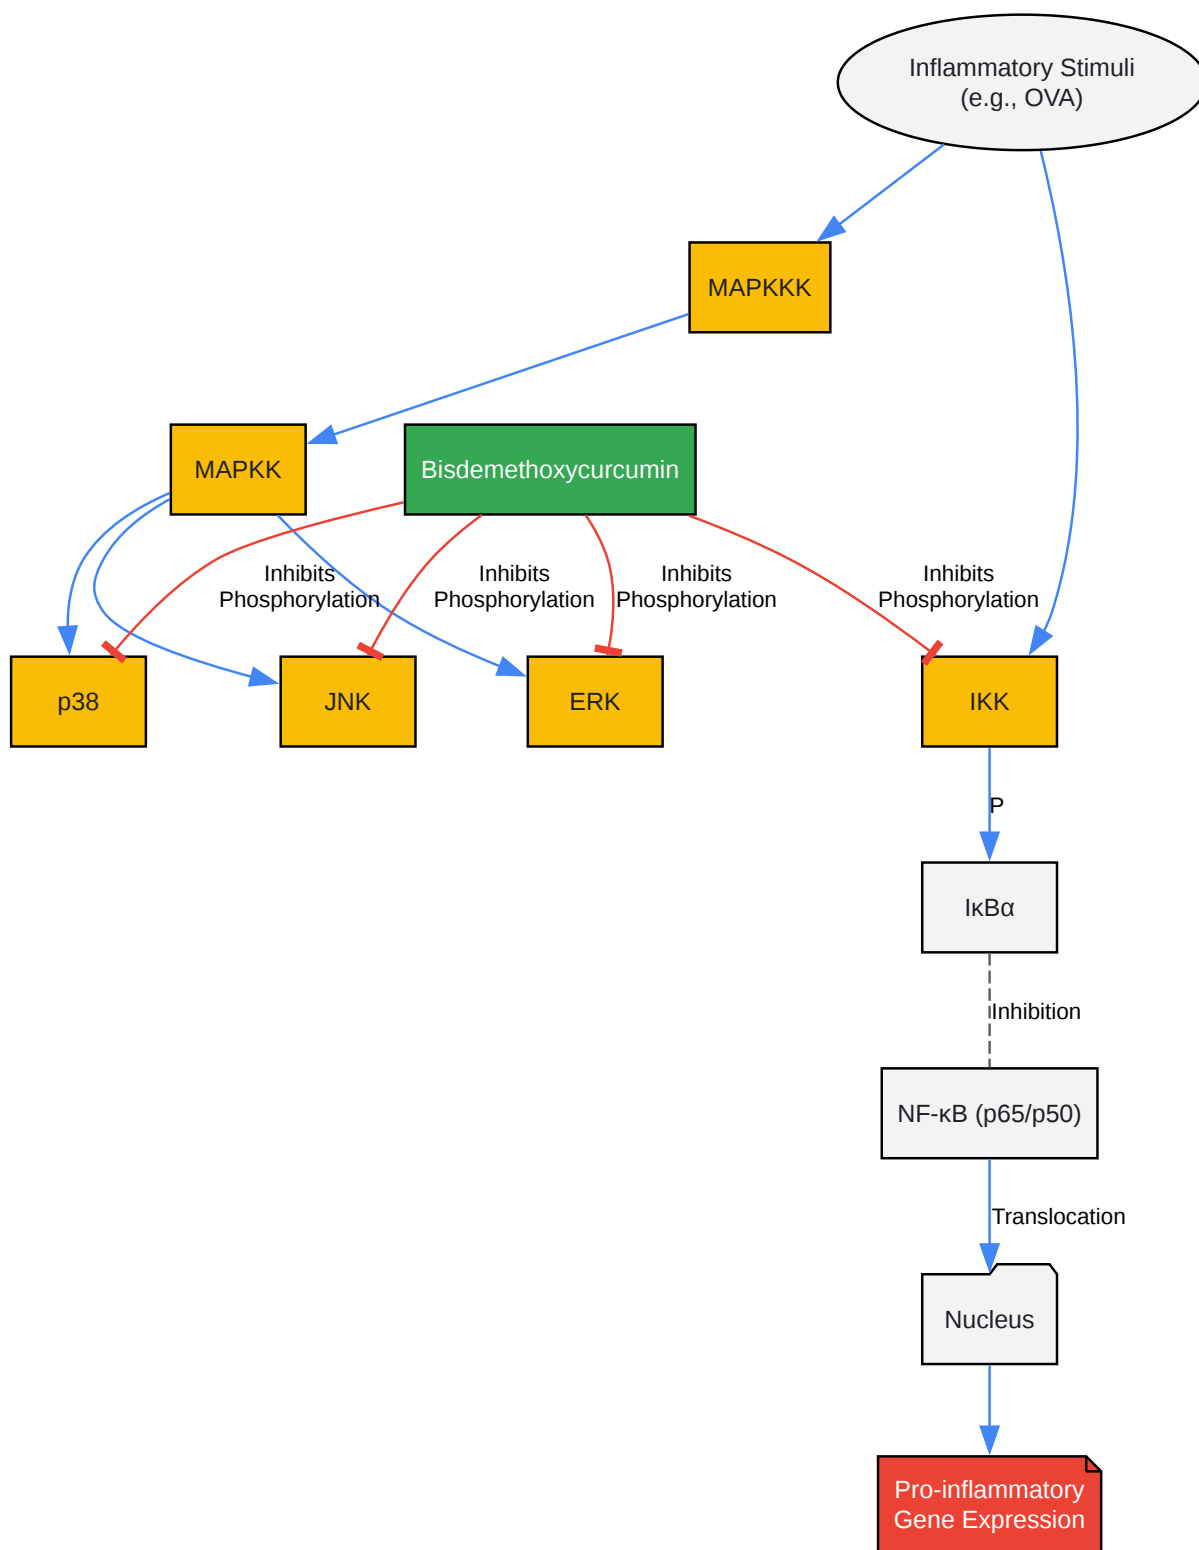 Inflammatory Stimuli
(e.g., OVA)
MAPKKK
MAPKK
Bisdemethoxycurcumin
Inhibits
Phosphorylation
Inhibits
Phosphorylation
Inhibits
Phosphorylation
Inhibits
Phosphorylation
p38
JNK
ERK
IKK
P
IκBα
Inhibition
NF-κB (p65/p50)
Translocation
Nucleus
Pro-inflammatory
Gene Expression